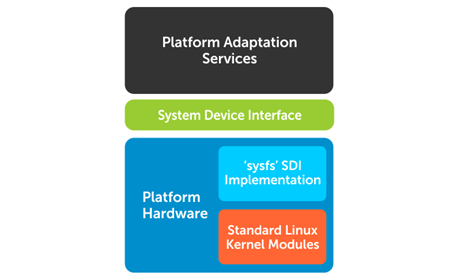 Platform Adaptation
Services
System Device Interface
Platform
Hardware
‘sysfs’ SDI
Implementation
Standard Linux
Kernel Modules